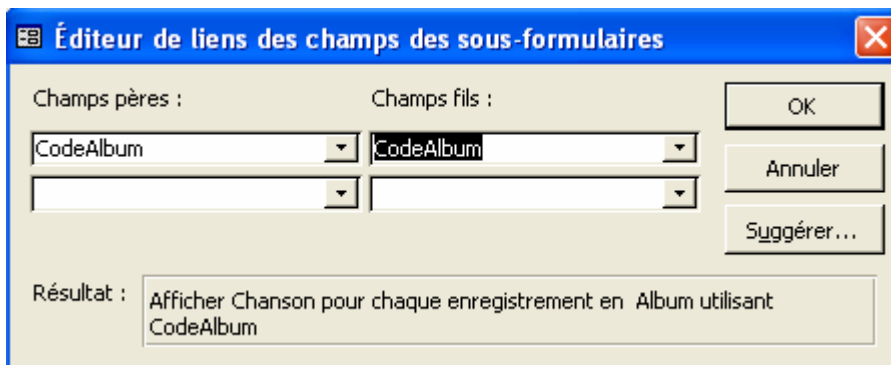 Éditeur de liens des champs des sous-formulaires
Champs pères :
Champs fils :
OK
CodeAlbum
CodeAlbum
Annuler
Suggérer...
Résultat :
Afficher Chanson pour chaque enregistrement en Album utilisant
CodeAlbum